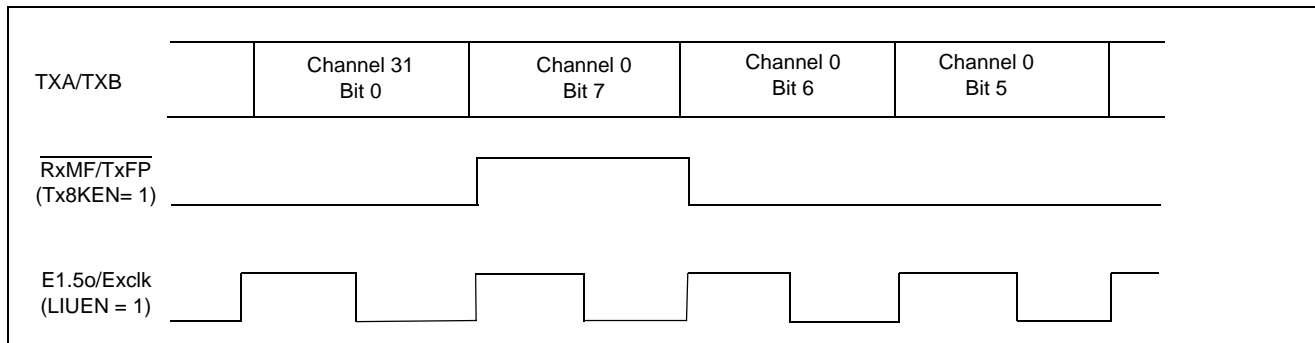 TXA/TXB
Channel 31
Bit 0
Channel 0
Bit 7
Channel 0
Bit 6
Channel 0
Bit 5
RxMF/TxFP
(Tx8KEN= 1)
E1.5o/Exclk
(LIUEN = 1)